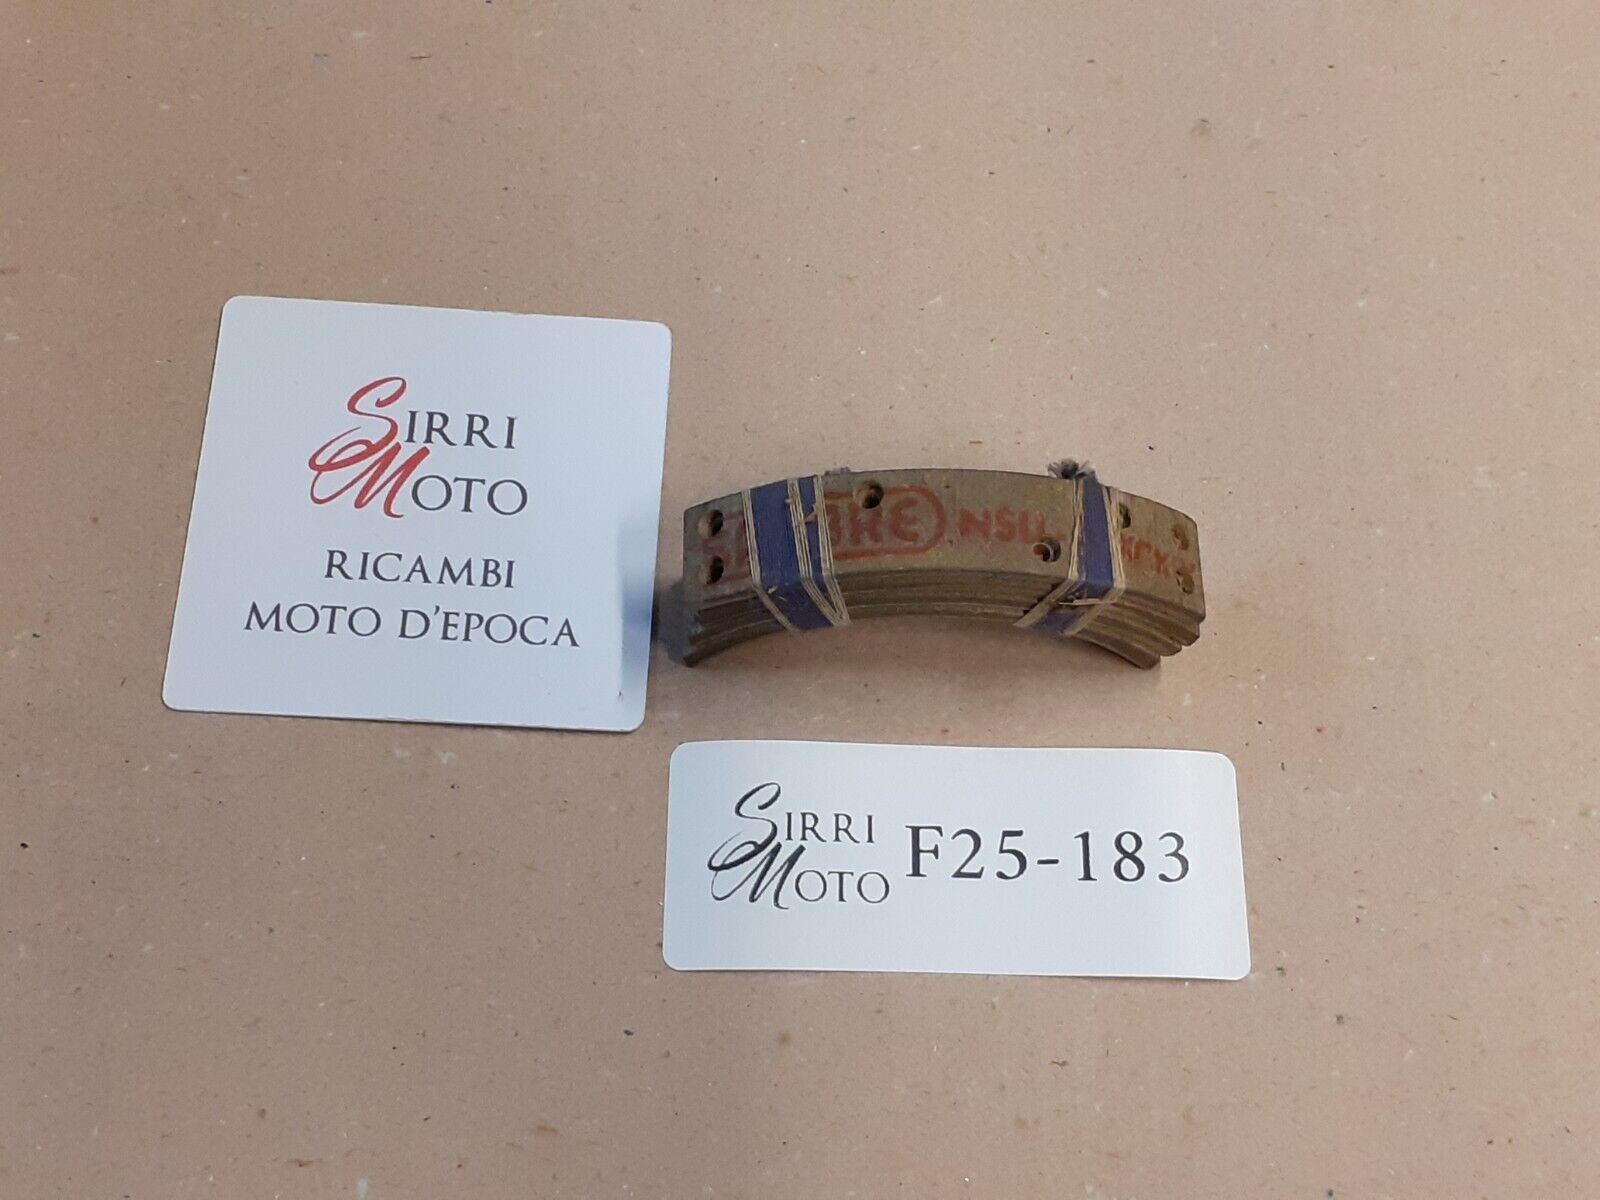 SIRRI
MOTO
RICAMBI
MOTO D'EPOCA
NSU
SIRRI
MOTO F25-183